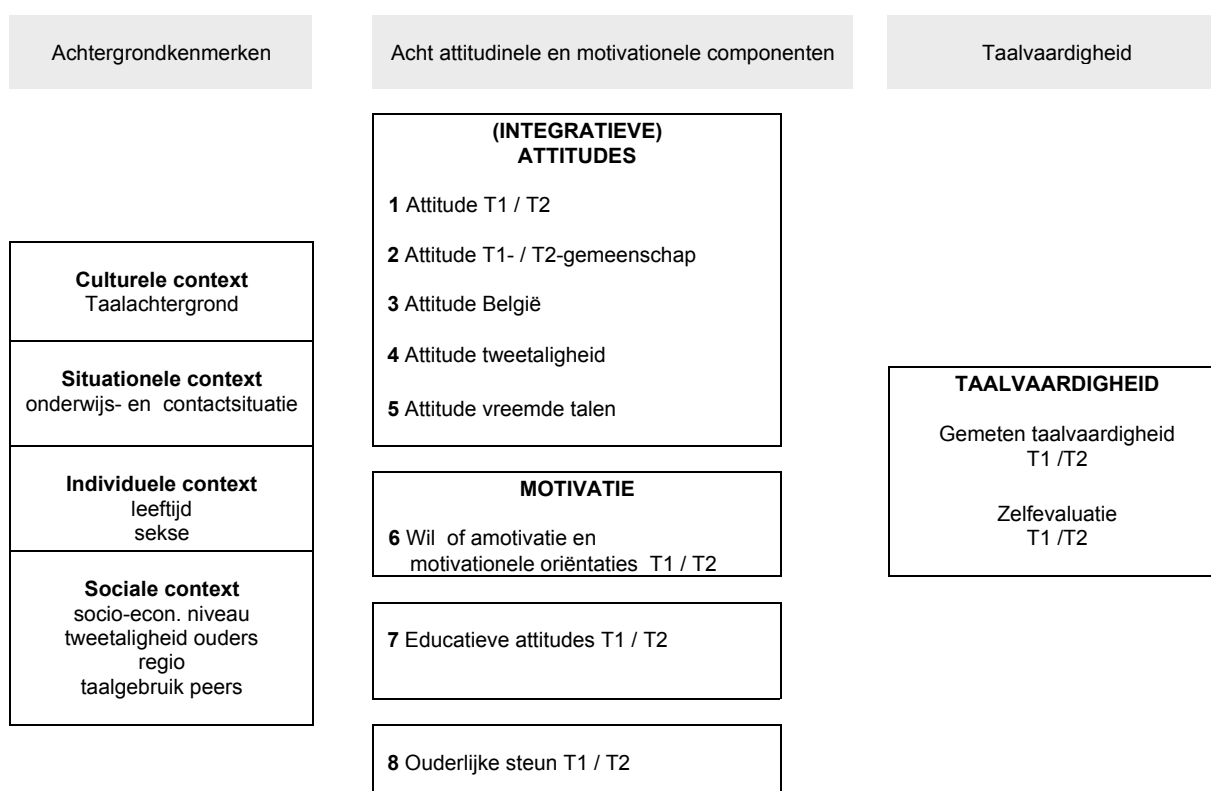 Achtergrondkenmerken
Acht attitudinele en motivationele componenten
Taalvaardigheid
Culturele context
Taalachtergrond
Situationele context
onderwijs- en contactsituatie
Individuele context
leeftijd
sekse
Sociale context
socio-econ. niveau
tweetaligheid ouders
regio
taalgebruik peers
(INTEGRATIEVE)
ATTITUDES
1 Attitude T1 / T2
2 Attitude T1- / T2-gemeenschap
3 Attitude België
4 Attitude tweetaligheid
5 Attitude vreemde talen
MOTIVATIE
6 Wil of amotivatie en
motivationele oriëntaties T1 / T2
7 Educatieve attitudes T1 / T2
8 Ouderlijke steun T1 / T2
TAALVAARDIGHEID
Gemeten taalvaardigheid
T1 /T2
Zelfevaluatie
T1 /T2